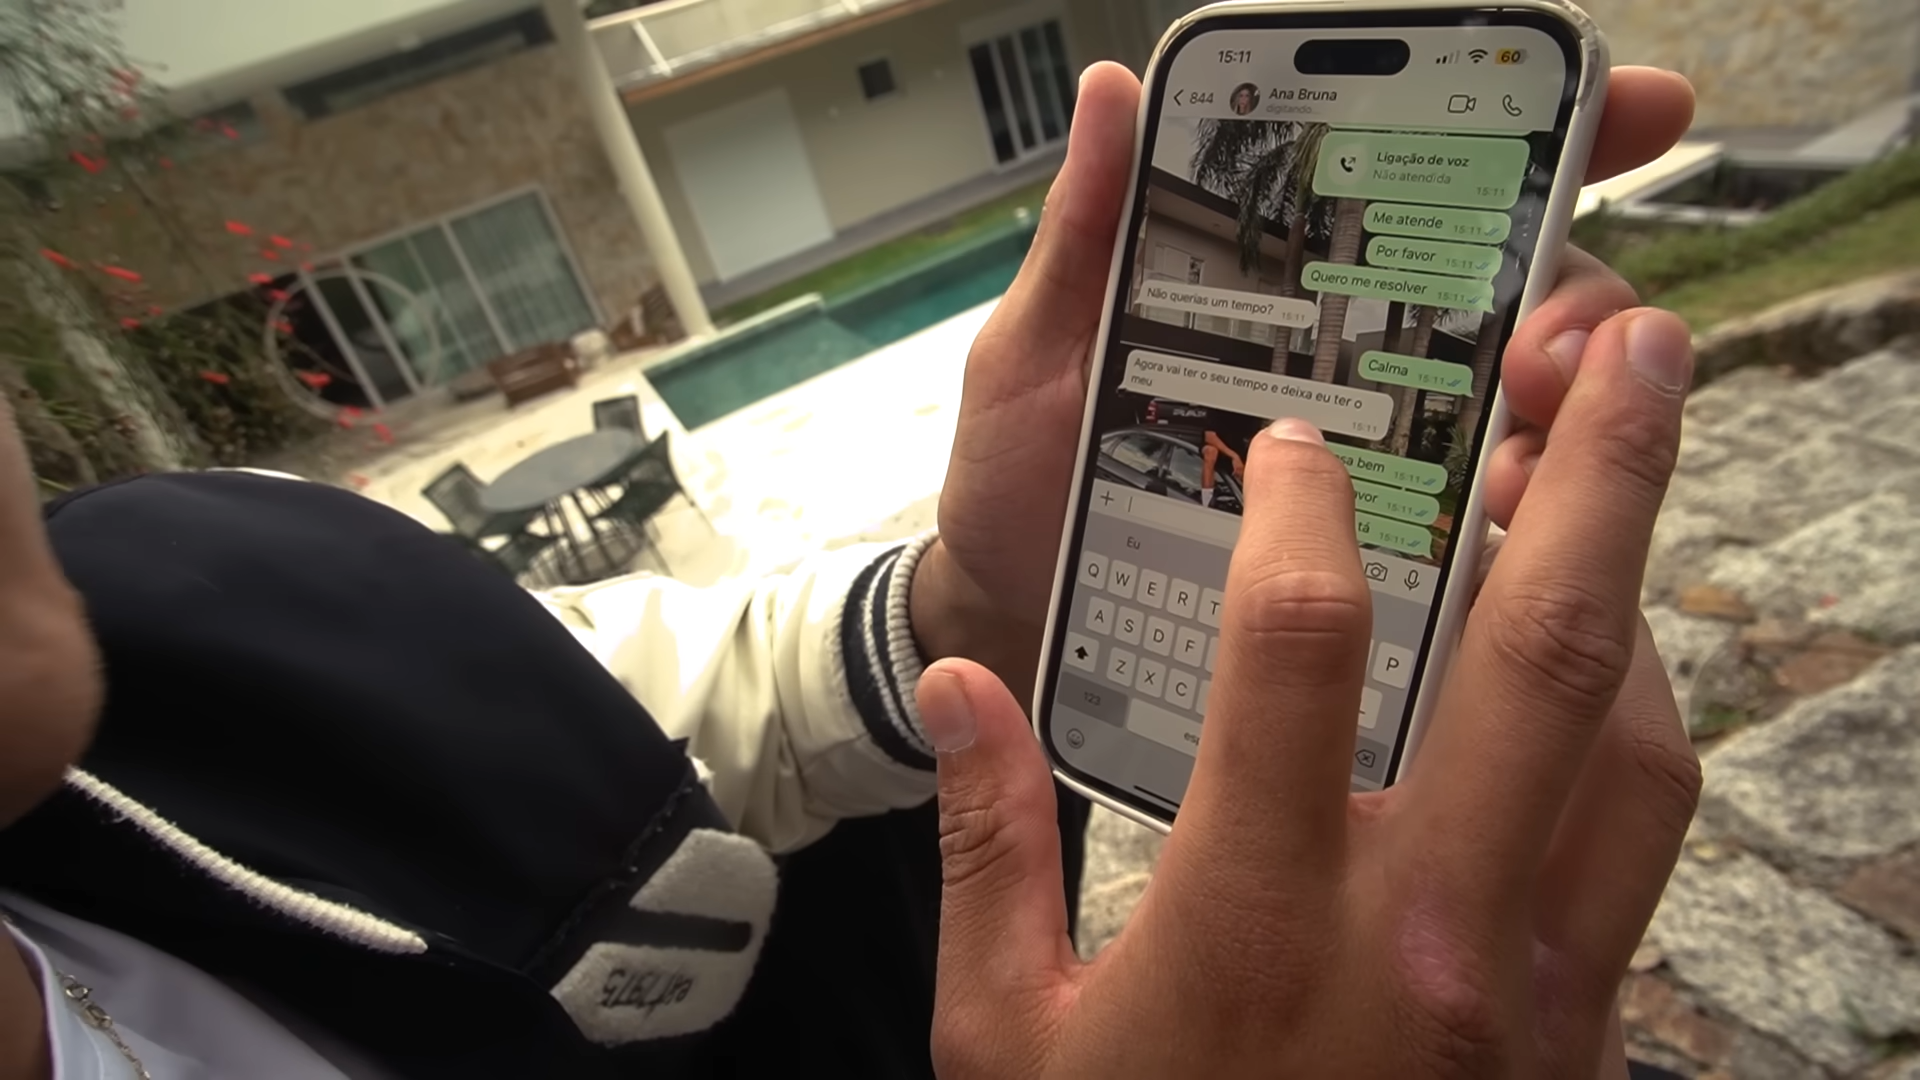 15:11
60
844
Ana Bruna
digitando...
Ligação de voz
Não atendida
15:11
Me atende 15:11
Por favor 15:11
Quero me resolver 15:11
Não querias um tempo? 15:11
Calma 15:11
Agora vai ter o seu tempo e deixa eu ter o
meu
15:11
bem 15:11
15:11
tá 15:11
Eu
Q W E R T P
A S D F
Z X C
123